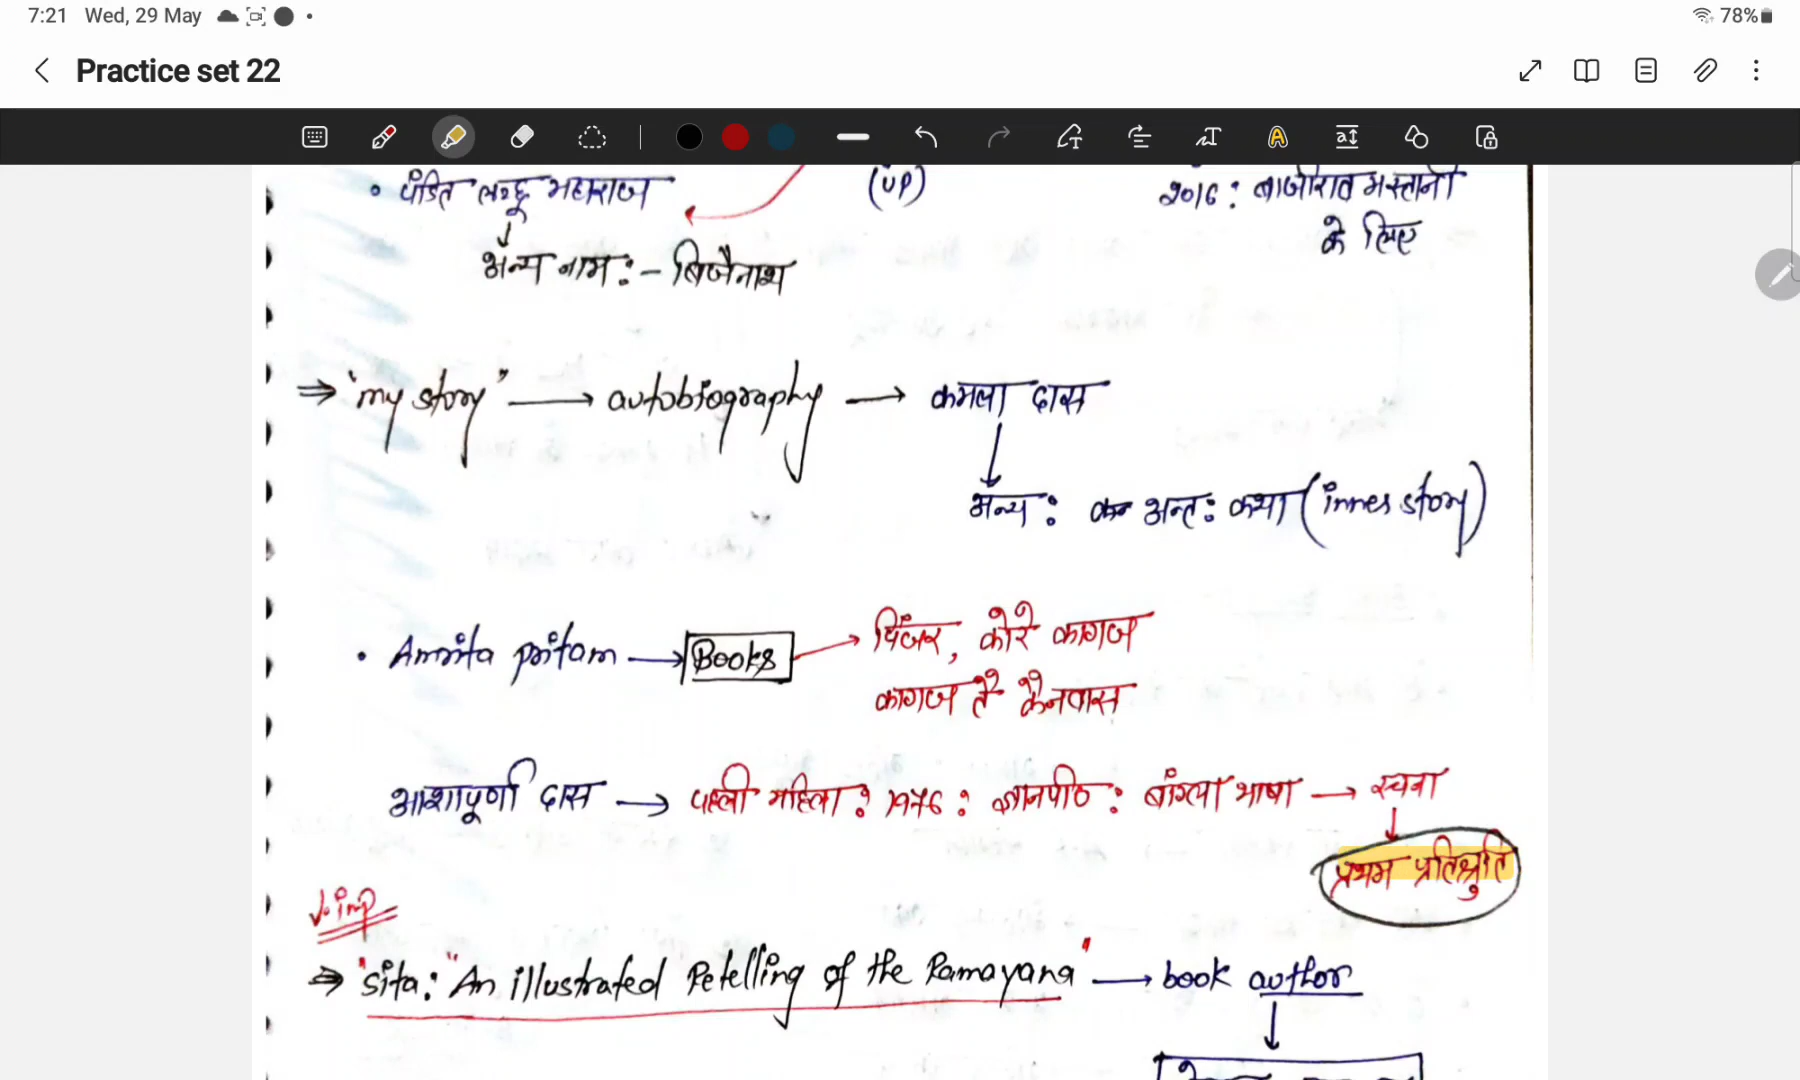 7:21 Wed, 29 May 78%
Practice set 22
• पंडित लच्छू महाराज (UP) 2016 : बाजीराव मस्तानी
के लिए
अन्य नाम :- बिजैनाथ
⇒ "my story" → autobiography → कमला दास
अन्य : अन्त: कथा (inner story)
• Amrita pritam → Books → पिंजर, कोरे कागज
कागज ते कैनवास
आशापूर्णा दास → पहली महिला : 1976 : ज्ञानपीठ : बांग्ला भाषा → रचना
प्रथम प्रतिश्रुति
v.imp
⇒ "sita: "An illustrated Retelling of the Ramayana" → book author